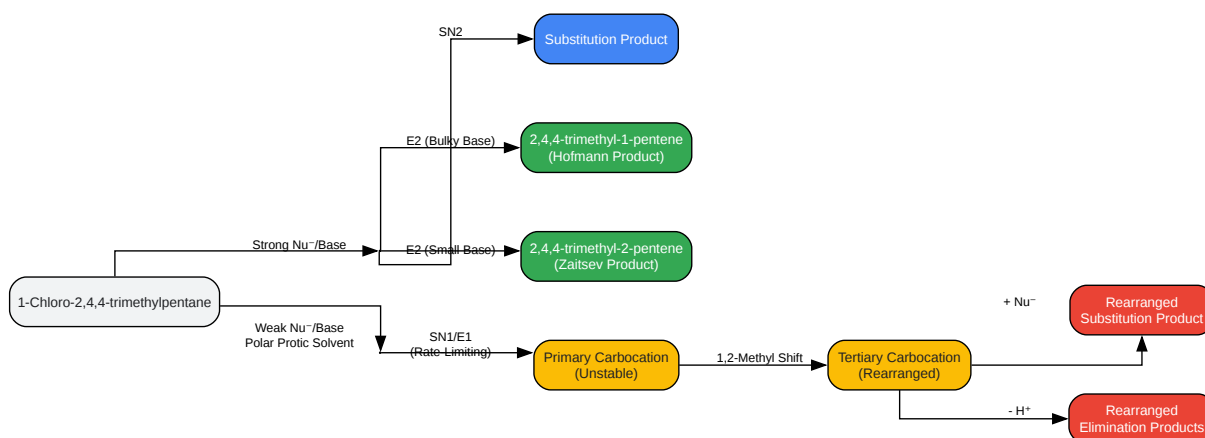 SN2
Substitution Product
E2 (Bulky Base)
2,4,4-trimethyl-1-pentene
(Hofmann Product)
Strong Nu⁻/Base
E2 (Small Base)
2,4,4-trimethyl-2-pentene
(Zaitsev Product)
1-Chloro-2,4,4-trimethylpentane
Weak Nu⁻/Base
Polar Protic Solvent
SN1/E1
(Rate-Limiting)
Primary Carbocation
(Unstable)
1,2-Methyl Shift
Tertiary Carbocation
(Rearranged)
+ Nu⁻
Rearranged
Substitution Product
- H⁺
Rearranged
Elimination Products